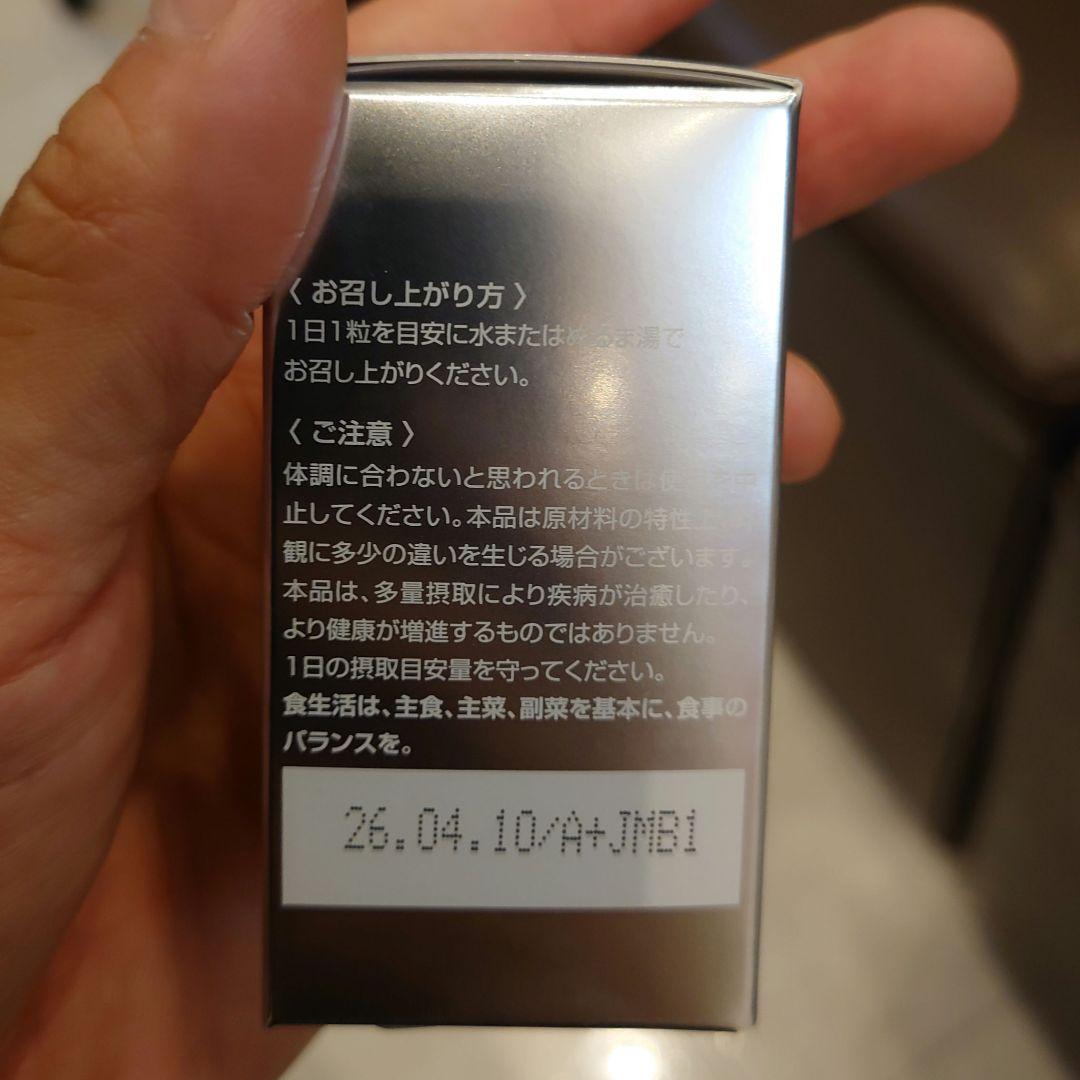 〈 お召し上がり方 〉
1日1粒を目安に水またはぬるま湯で
お召し上がりください。
〈 ご注意 〉
体調に合わないと思われるときは使 中
止してください。本品は原材料の特性上
観に多少の違いを生じる場合がございます。
本品は、多量摂取により疾病が治癒したり、
より健康が増進するものではありません。
1日の摂取目安量を守ってください。
食生活は、主食、主菜、副菜を基本に、食事の
バランスを。
26.04.10/A+JMB1